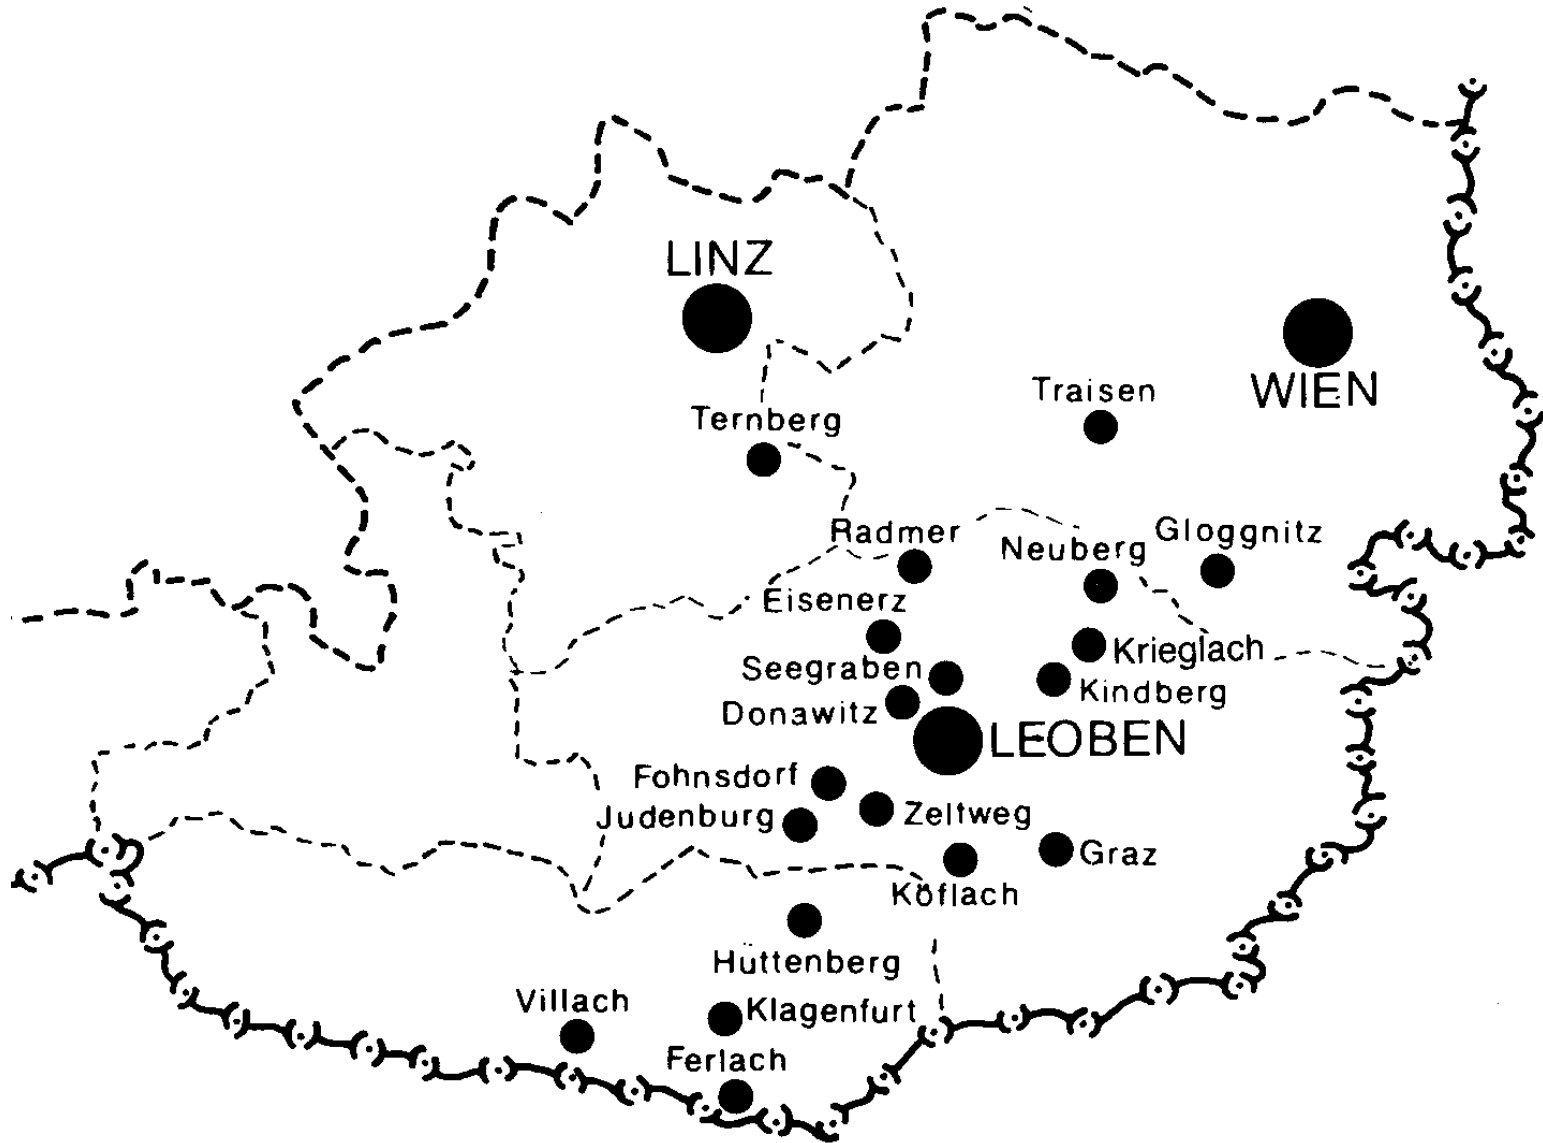 LINZ
WIEN
Traisen
Ternberg
Radmer
Gloggnitz
Neuberg
Eisenerz
Krieglach
Seegraben
Kindberg
Donawitz
LEOBEN
Fohnsdorf
Judenburg
Zeltweg
Graz
Köflach
Hüttenberg
Villach
Klagenfurt
Ferlach